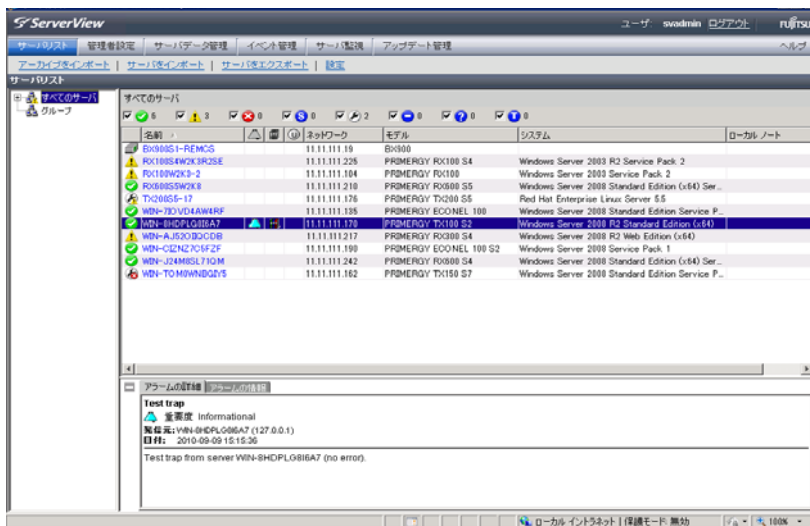 ServerView
ユーザ: svadmin ログアウト FUJITSU
サーバリスト 管理者設定 サーバデータ管理 イベント管理 サーバ監視 アップデート管理 ヘルプ
アーカイブをインポート | サーバをインポート | サーバをエクスポート | 設定
サーバリスト
すべてのサーバ
グループ
すべてのサーバ
6 3 0 0 2 0 0 0
名前 ネットワーク モデル システム ローカル ノート
BX900S1-REMCS 11.11.111.19 BX900
RX100S4W2K3R2SE 11.11.111.225 PRIMERGY RX100 S4 Windows Server 2003 R2 Service Pack 2
RX100W2K3-2 11.11.111.104 PRIMERGY RX100 Windows Server 2003 Service Pack 2
RX600S5W2K8 11.11.111.210 PRIMERGY RX600 S5 Windows Server 2008 Standard Edition (x64) Ser...
TX200S5-17 11.11.111.176 PRIMERGY TX200 S5 Red Hat Enterprise Linux Server 5.5
11.11.111.135 PRIMERGY ECONEL 100 Windows Server 2008 Standard Edition Service P...
WIN-8HDPLG8I6A7 11.11.111.170 PRIMERGY TX100 S2 Windows Server 2008 R2 Standard Edition (x64)
11.11.111.217 PRIMERGY RX300 S4 Windows Server 2008 R2 Web Edition (x64)
11.11.111.190 PRIMERGY ECONEL 100 S2 Windows Server 2008 Service Pack 1
WIN-J24M8SL71QM 11.11.111.242 PRIMERGY RX600 S4 Windows Server 2008 Standard Edition (x64) Ser...
11.11.111.162 PRIMERGY TX150 S7 Windows Server 2008 Standard Edition Service P...
アラームの詳細 アラームの情報
Test trap
重要度 Informational
発信元: WIN-8HDPLG8I6A7 (127.0.0.1)
日付: 2010-09-09 15:15:36
Test trap from server WIN-8HDPLG8I6A7 (no error).
ローカル イントラネット | 保護モード: 無効 100%